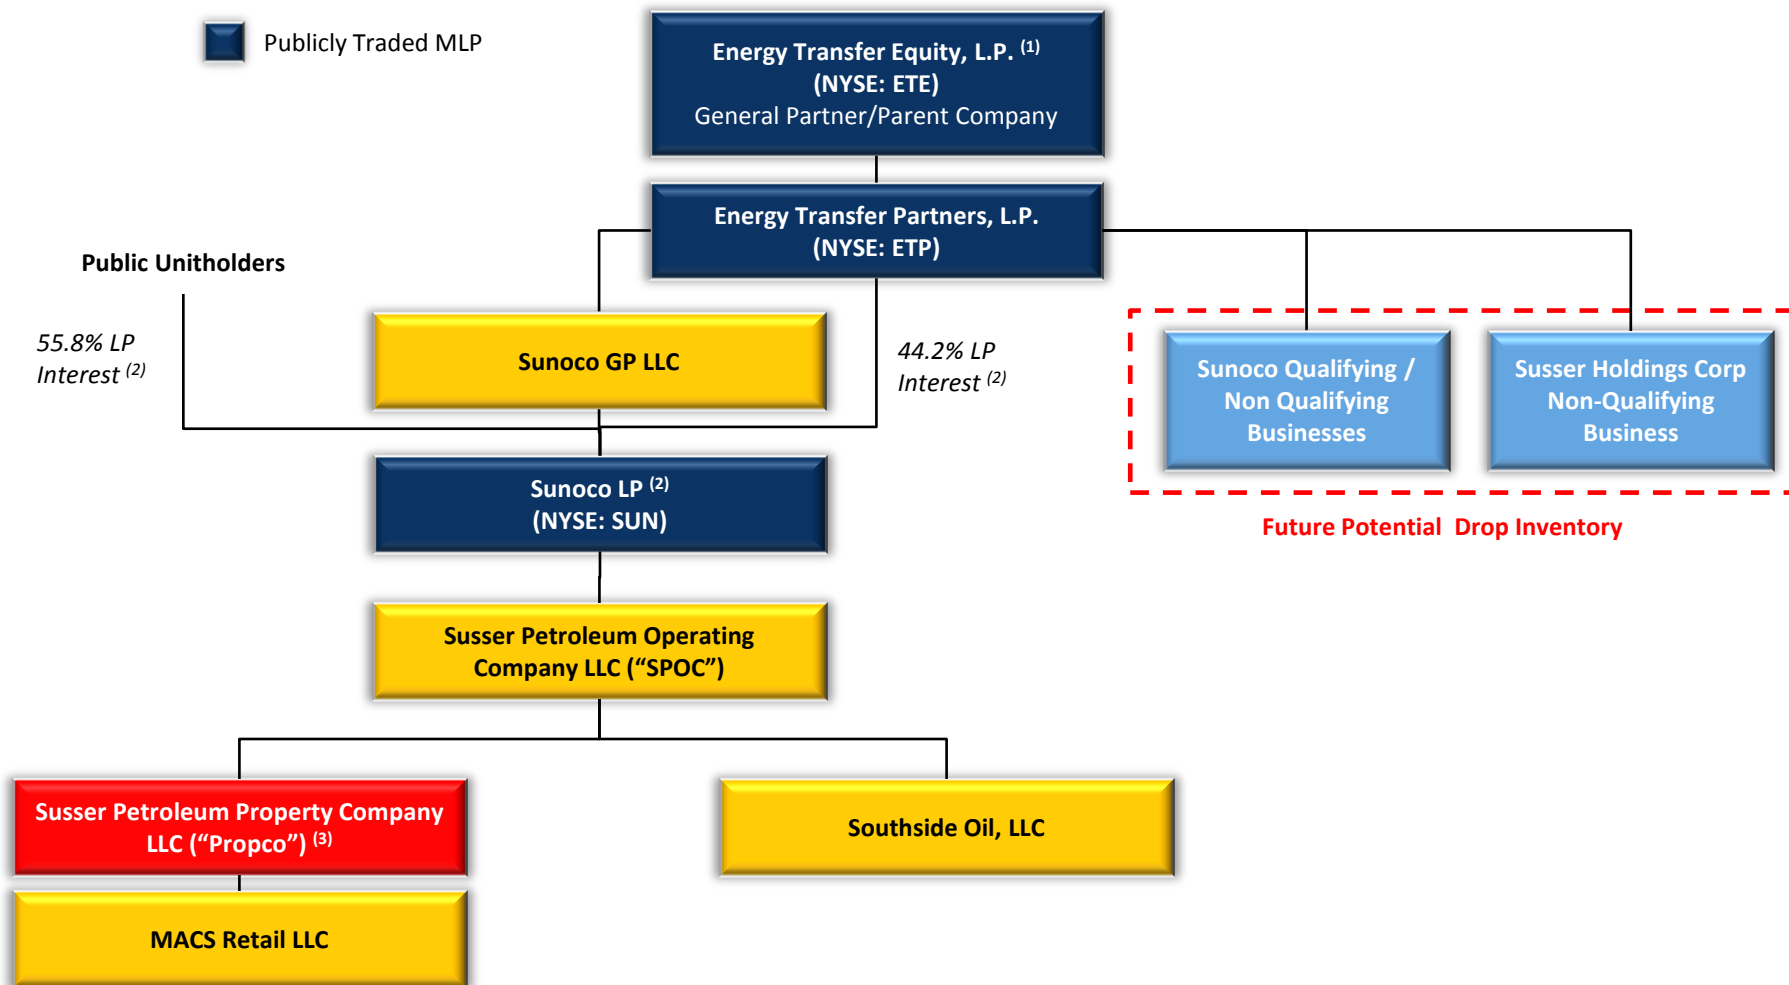 Publicly Traded MLP
Energy Transfer Equity, L.P. (1)
(NYSE: ETE)
General Partner/Parent Company
Energy Transfer Partners, L.P.
(NYSE: ETP)
Public Unitholders
55.8% LP
Interest (2)
Sunoco GP LLC
44.2% LP
Interest (2)
Sunoco Qualifying /
Non Qualifying
Businesses
Susser Holdings Corp
Non-Qualifying
Business
Future Potential Drop Inventory
Sunoco LP (2)
(NYSE: SUN)
Susser Petroleum Operating
Company LLC (“SPOC”)
Susser Petroleum Property Company
LLC (“Propco”) (3)
Southside Oil, LLC
MACS Retail LLC